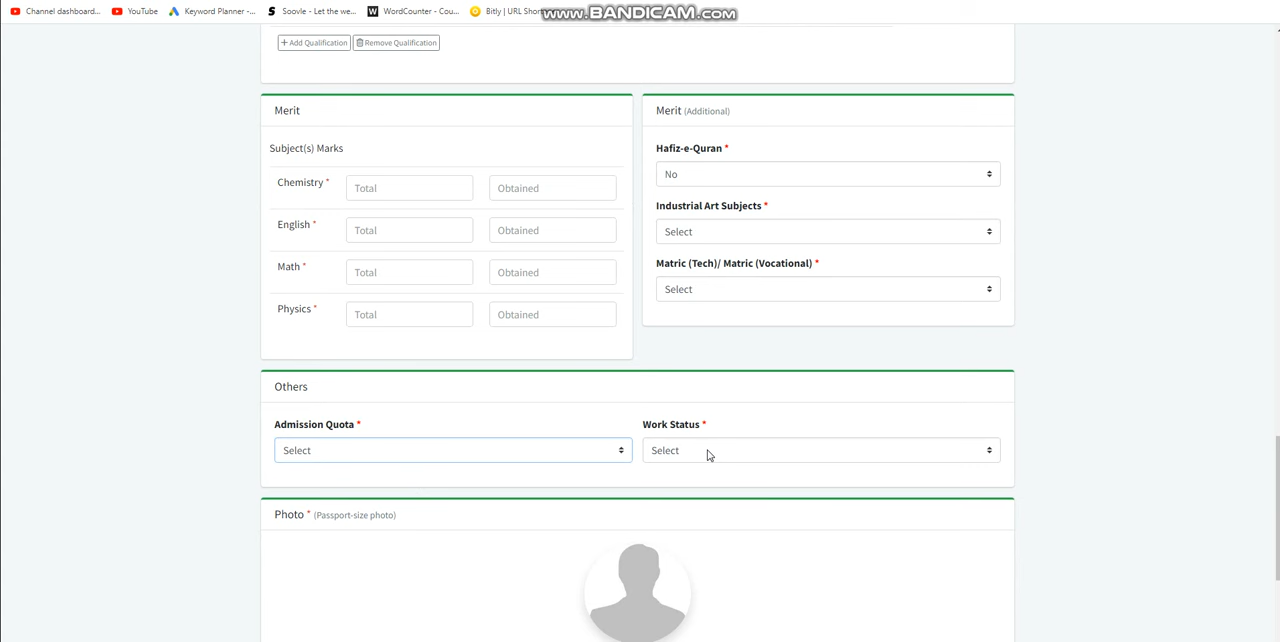 Channel dashboard... YouTube Keyword Planner -... Soovle - Let the we... WordCounter - Cou... Bitly | URL Shor
www.BANDICAM.com
+ Add Qualification Remove Qualification
Merit
Subject(s) Marks
Chemistry * Total Obtained
English * Total Obtained
Math * Total Obtained
Physics * Total Obtained
Merit (Additional)
Hafiz-e-Quran *
No
Industrial Art Subjects *
Select
Matric (Tech)/ Matric (Vocational) *
Select
Others
Admission Quota *
Select
Work Status *
Select
Photo * (Passport-size photo)